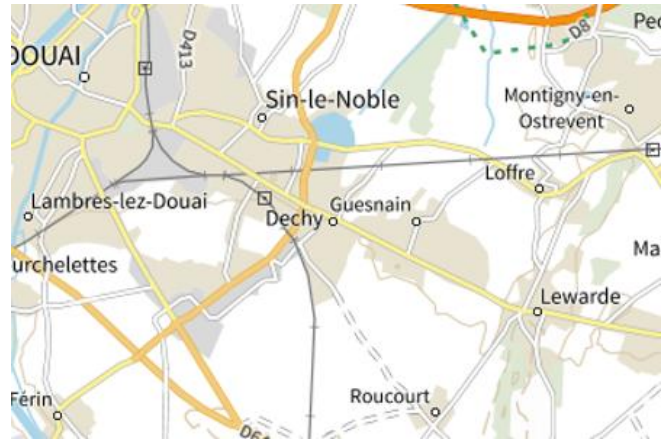 DOUAI
D413
D8
Sin-le-Noble
Montigny-en-
Ostrevent
Loffre
Lambres-lez-Douai
Dechy
Guesnain
urchelettes
Ma
Lewarde
Férin
Roucourt